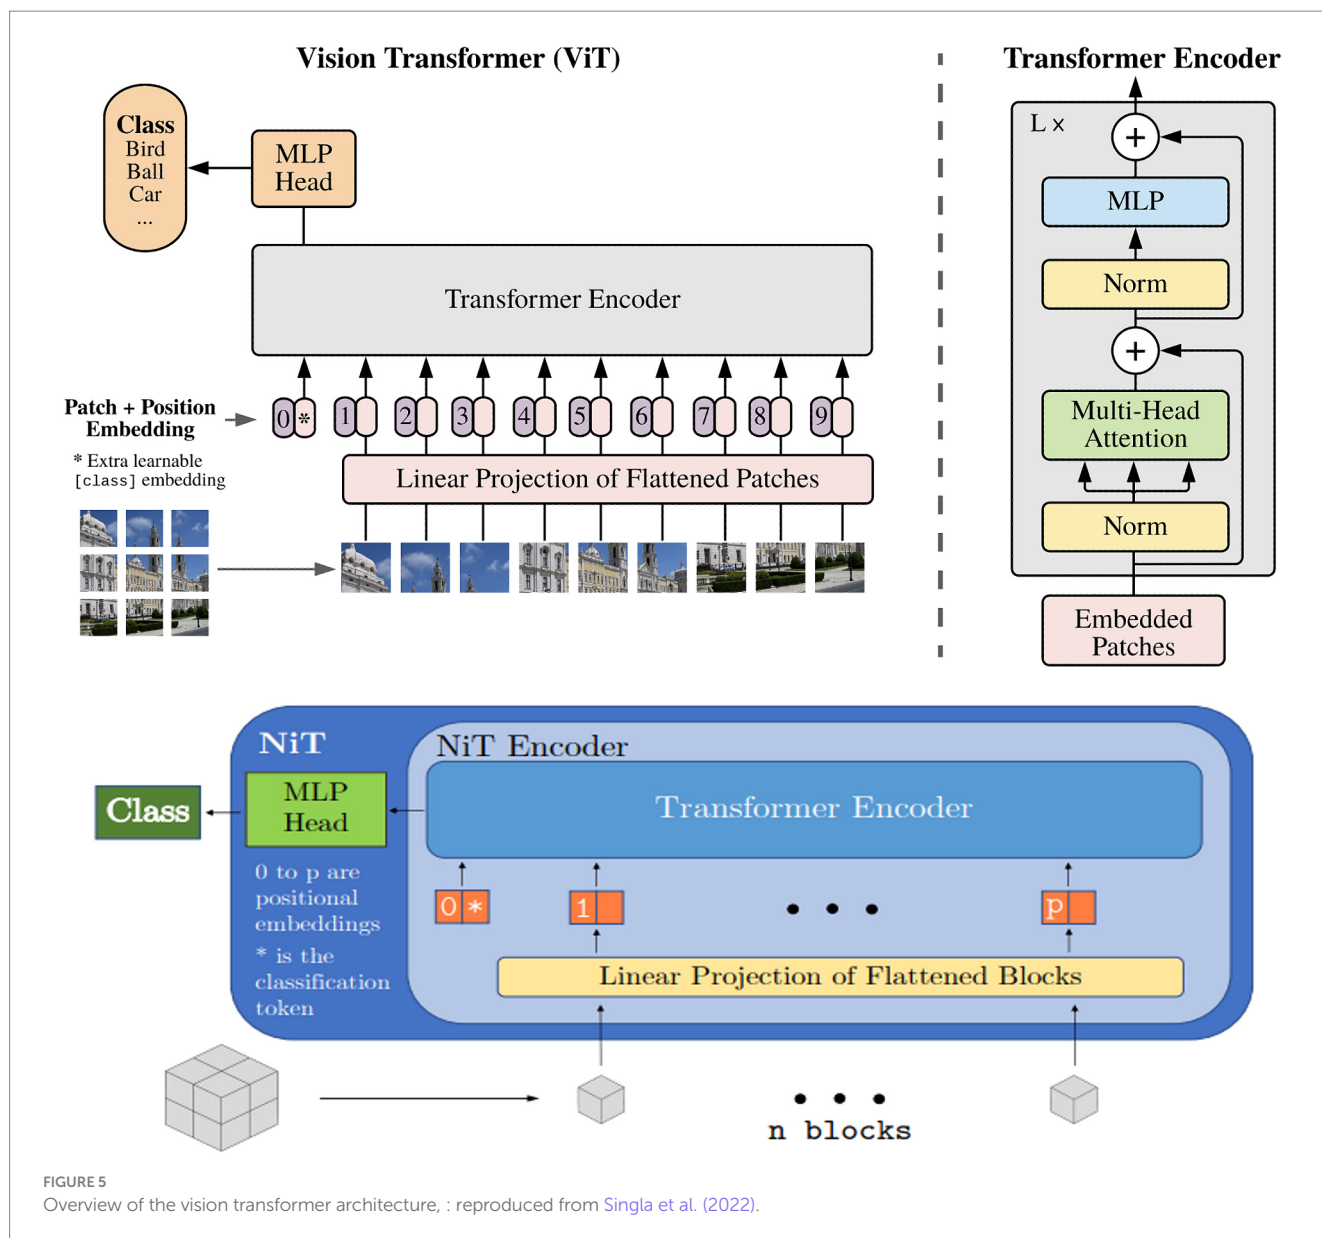 Vision Transformer (ViT)
Class
Bird
Ball
Car
...
MLP
Head
Transformer Encoder
Patch + Position
Embedding
0 *
1
2
3
4
5
6
7
8
9
* Extra learnable
[class] embedding
Linear Projection of Flattened Patches
Transformer Encoder
L ×
+
MLP
Norm
+
Multi-Head
Attention
Norm
Embedded
Patches
NiT
NiT Encoder
MLP
Head
Class
Transformer Encoder
0 to p are
positional
embeddings
* is the
classification
token
0 *
1
p
Linear Projection of Flattened Blocks
n blocks
FIGURE 5
Overview of the vision transformer architecture, : reproduced from Singla et al. (2022).